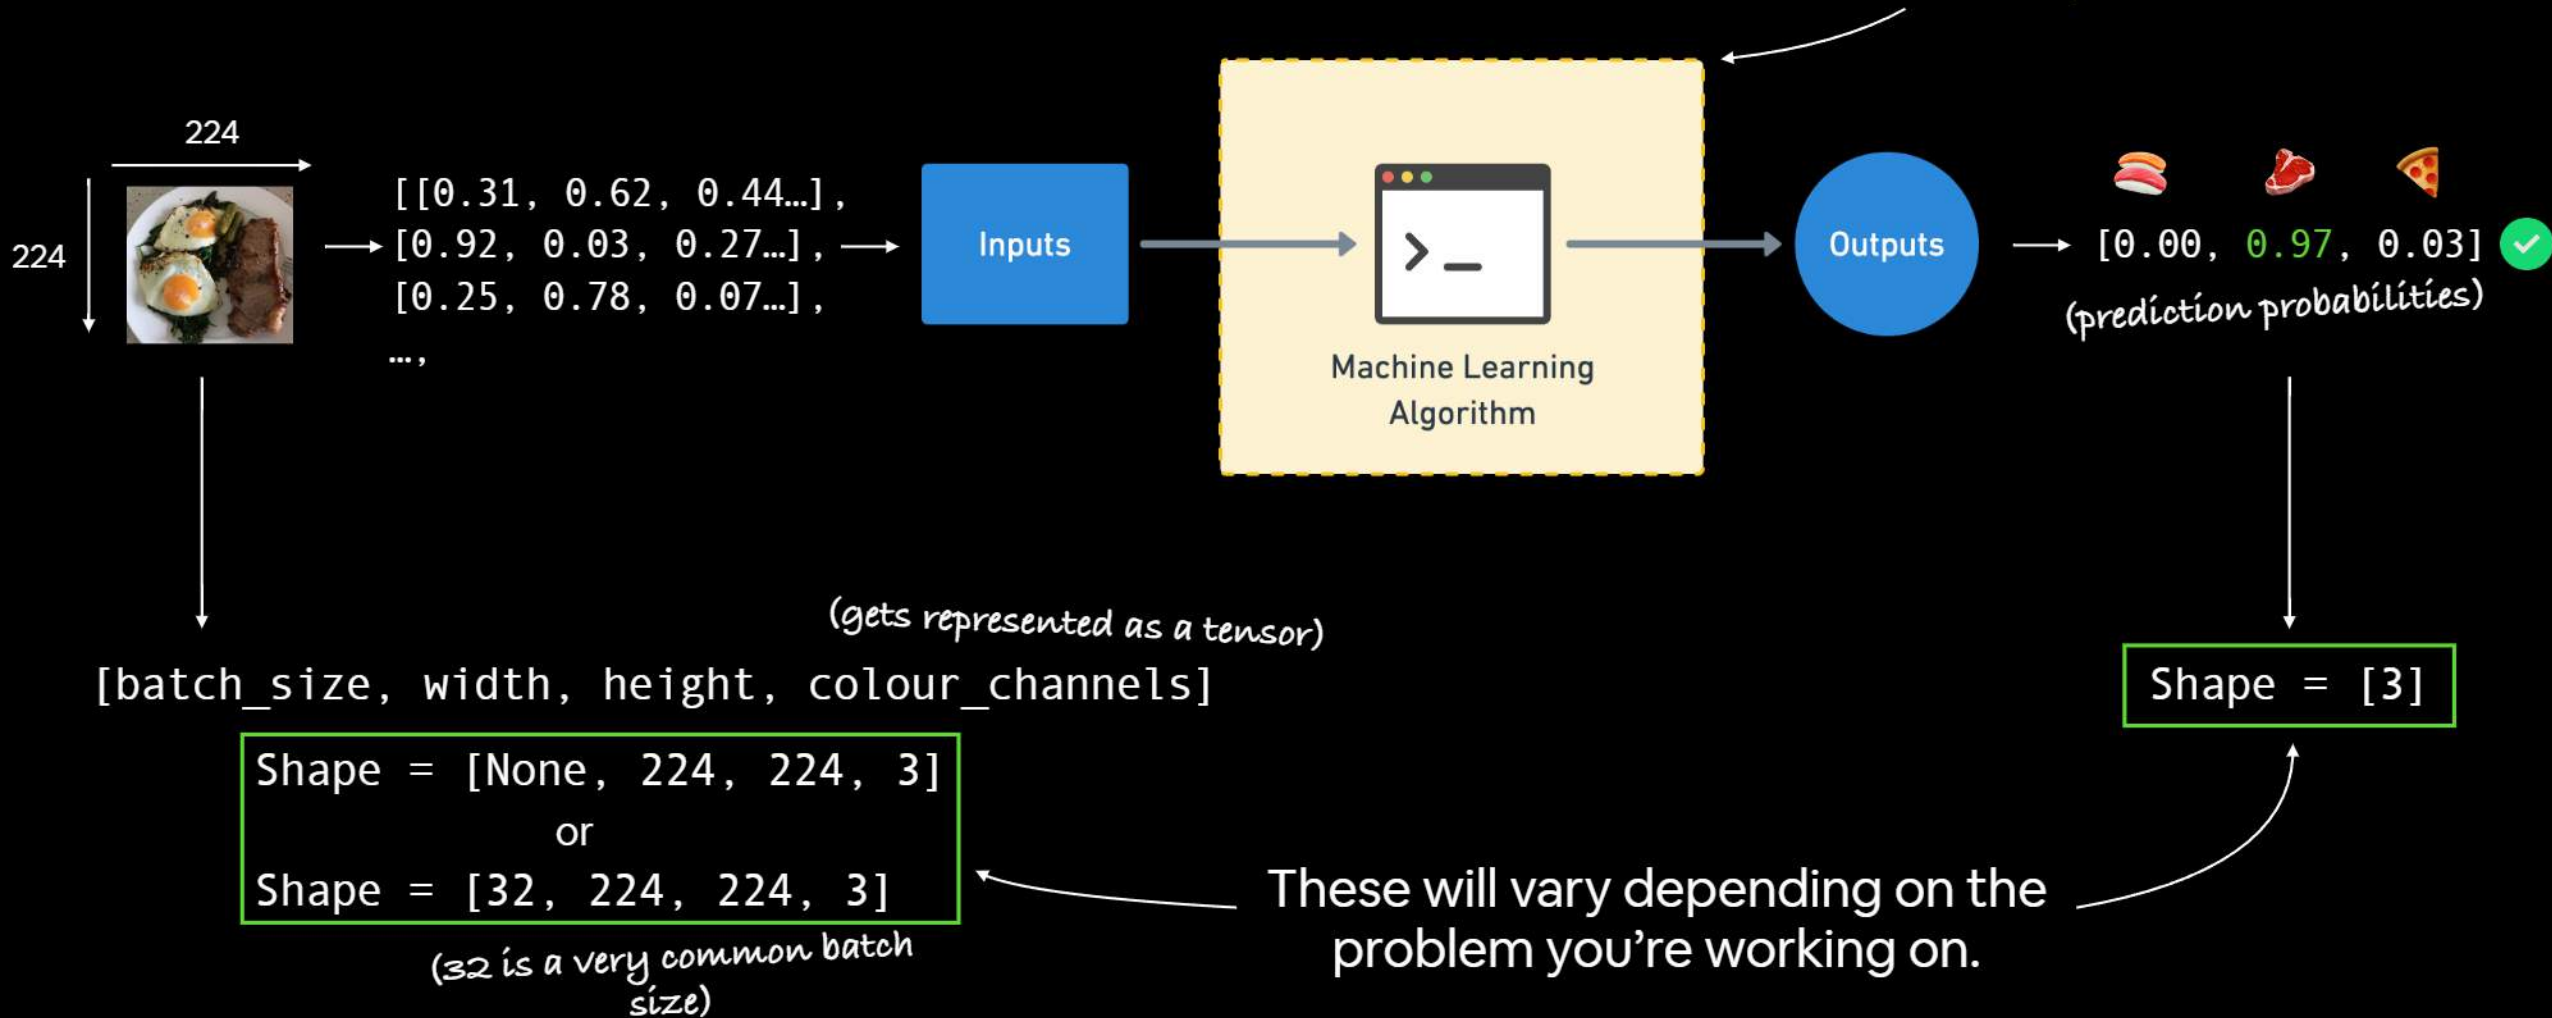 224
224
[[0.31, 0.62, 0.44…],
[0.92, 0.03, 0.27…],
[0.25, 0.78, 0.07…],
…,
Inputs
Machine Learning
Algorithm
Outputs
[0.00, 0.97, 0.03]
(prediction probabilities)
(gets represented as a tensor)
[batch_size, width, height, colour_channels]
Shape = [None, 224, 224, 3]
or
Shape = [32, 224, 224, 3]
(32 is a very common batch
size)
Shape = [3]
These will vary depending on the
problem you’re working on.